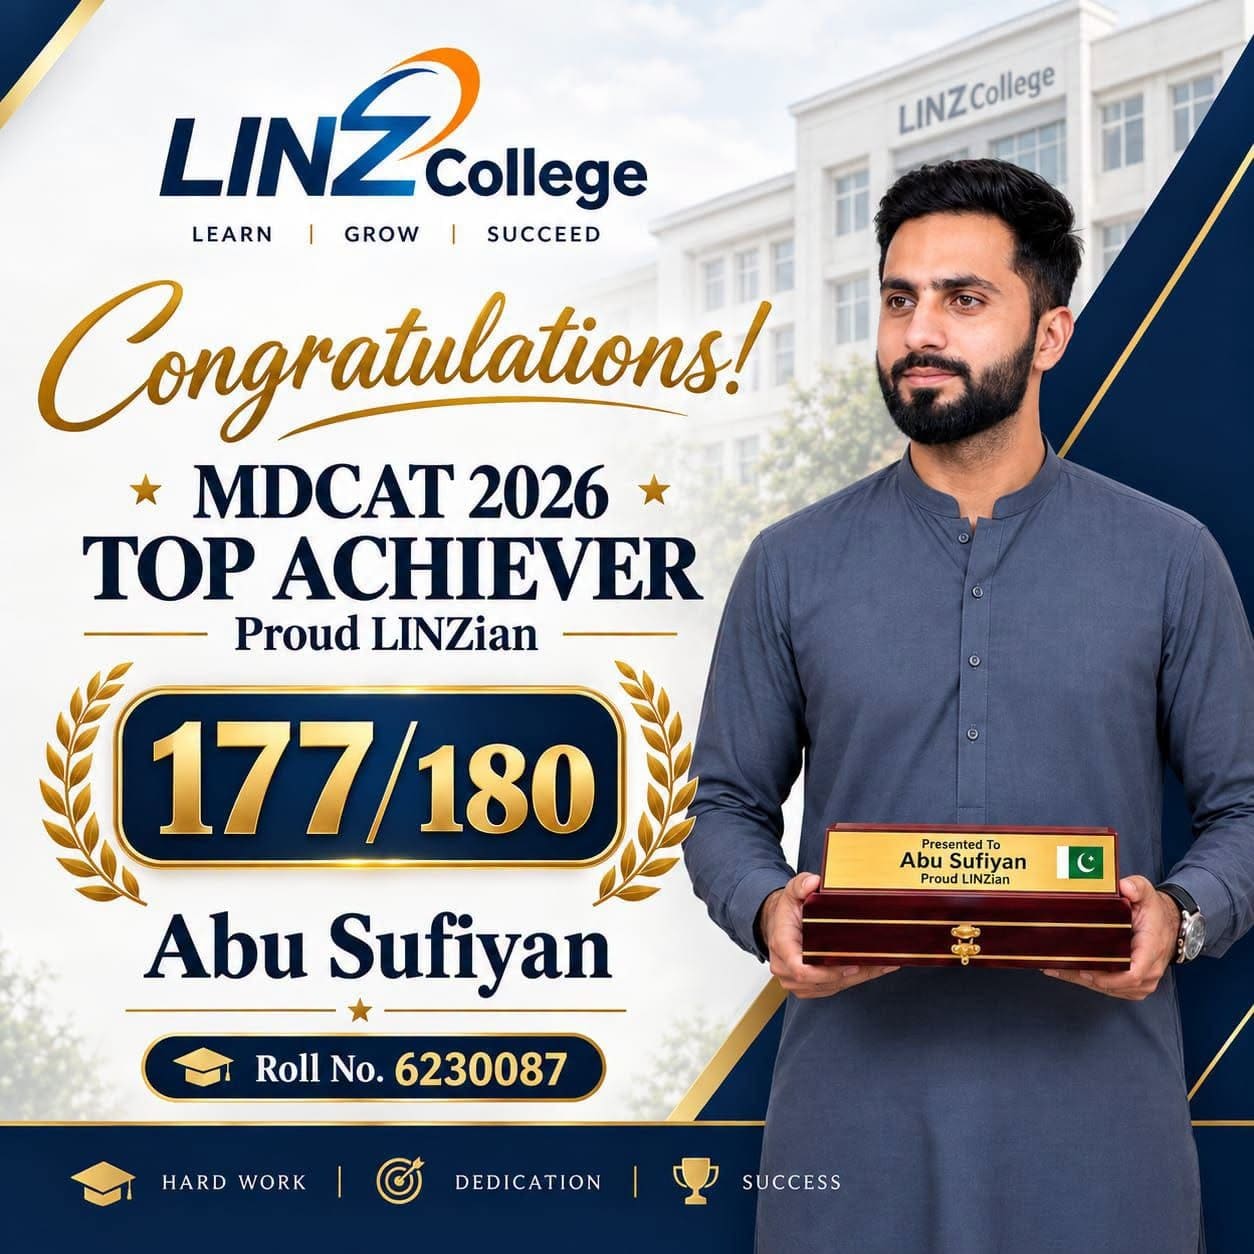 LINZ College
LEARN | GROW | SUCCEED
LINZ College
Congratulations!
MDCAT 2026
TOP ACHIEVER
Proud LINZian
177/180
Abu Sufiyan
Roll No. 6230087
Presented To
Abu Sufiyan
Proud LINZian
HARD WORK | DEDICATION | SUCCESS